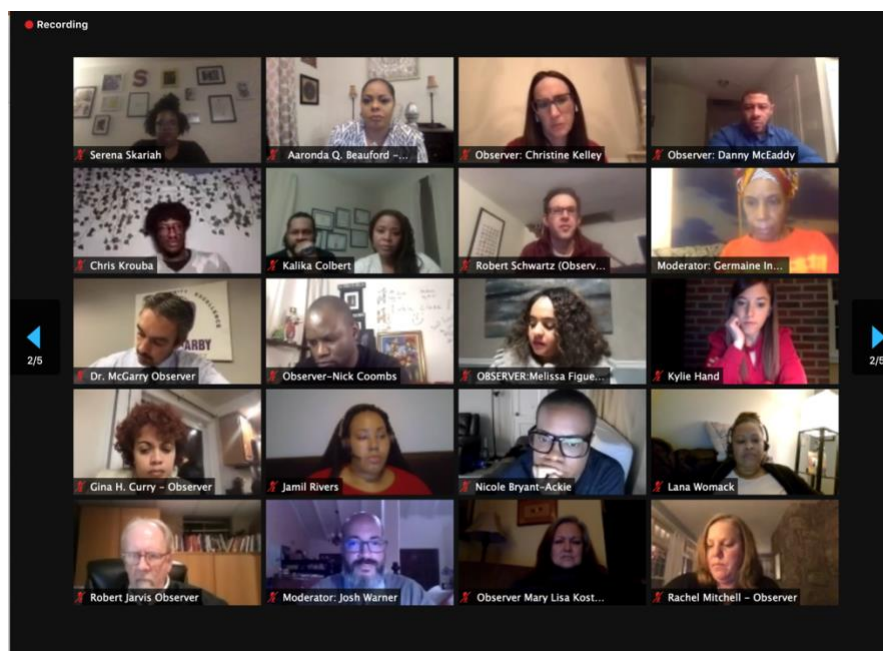 Recording
Serena Skariah
Aaronda Q. Beauford -...
Observer: Christine Kelley
Observer: Danny McEaddy
Chris Krouba
Kalika Colbert
Robert Schwartz (Observ...
Moderator: Germaine In...
EXCELLENCE
ARBY
Dr. McGarry Observer
Observer-Nick Coombs
OBSERVER:Melissa Figue...
Kylie Hand
2/5
2/5
Gina H. Curry - Observer
Jamil Rivers
Nicole Bryant-Ackie
Lana Womack
Robert Jarvis Observer
Moderator: Josh Warner
Observer Mary Lisa Kost...
Rachel Mitchell - Observer